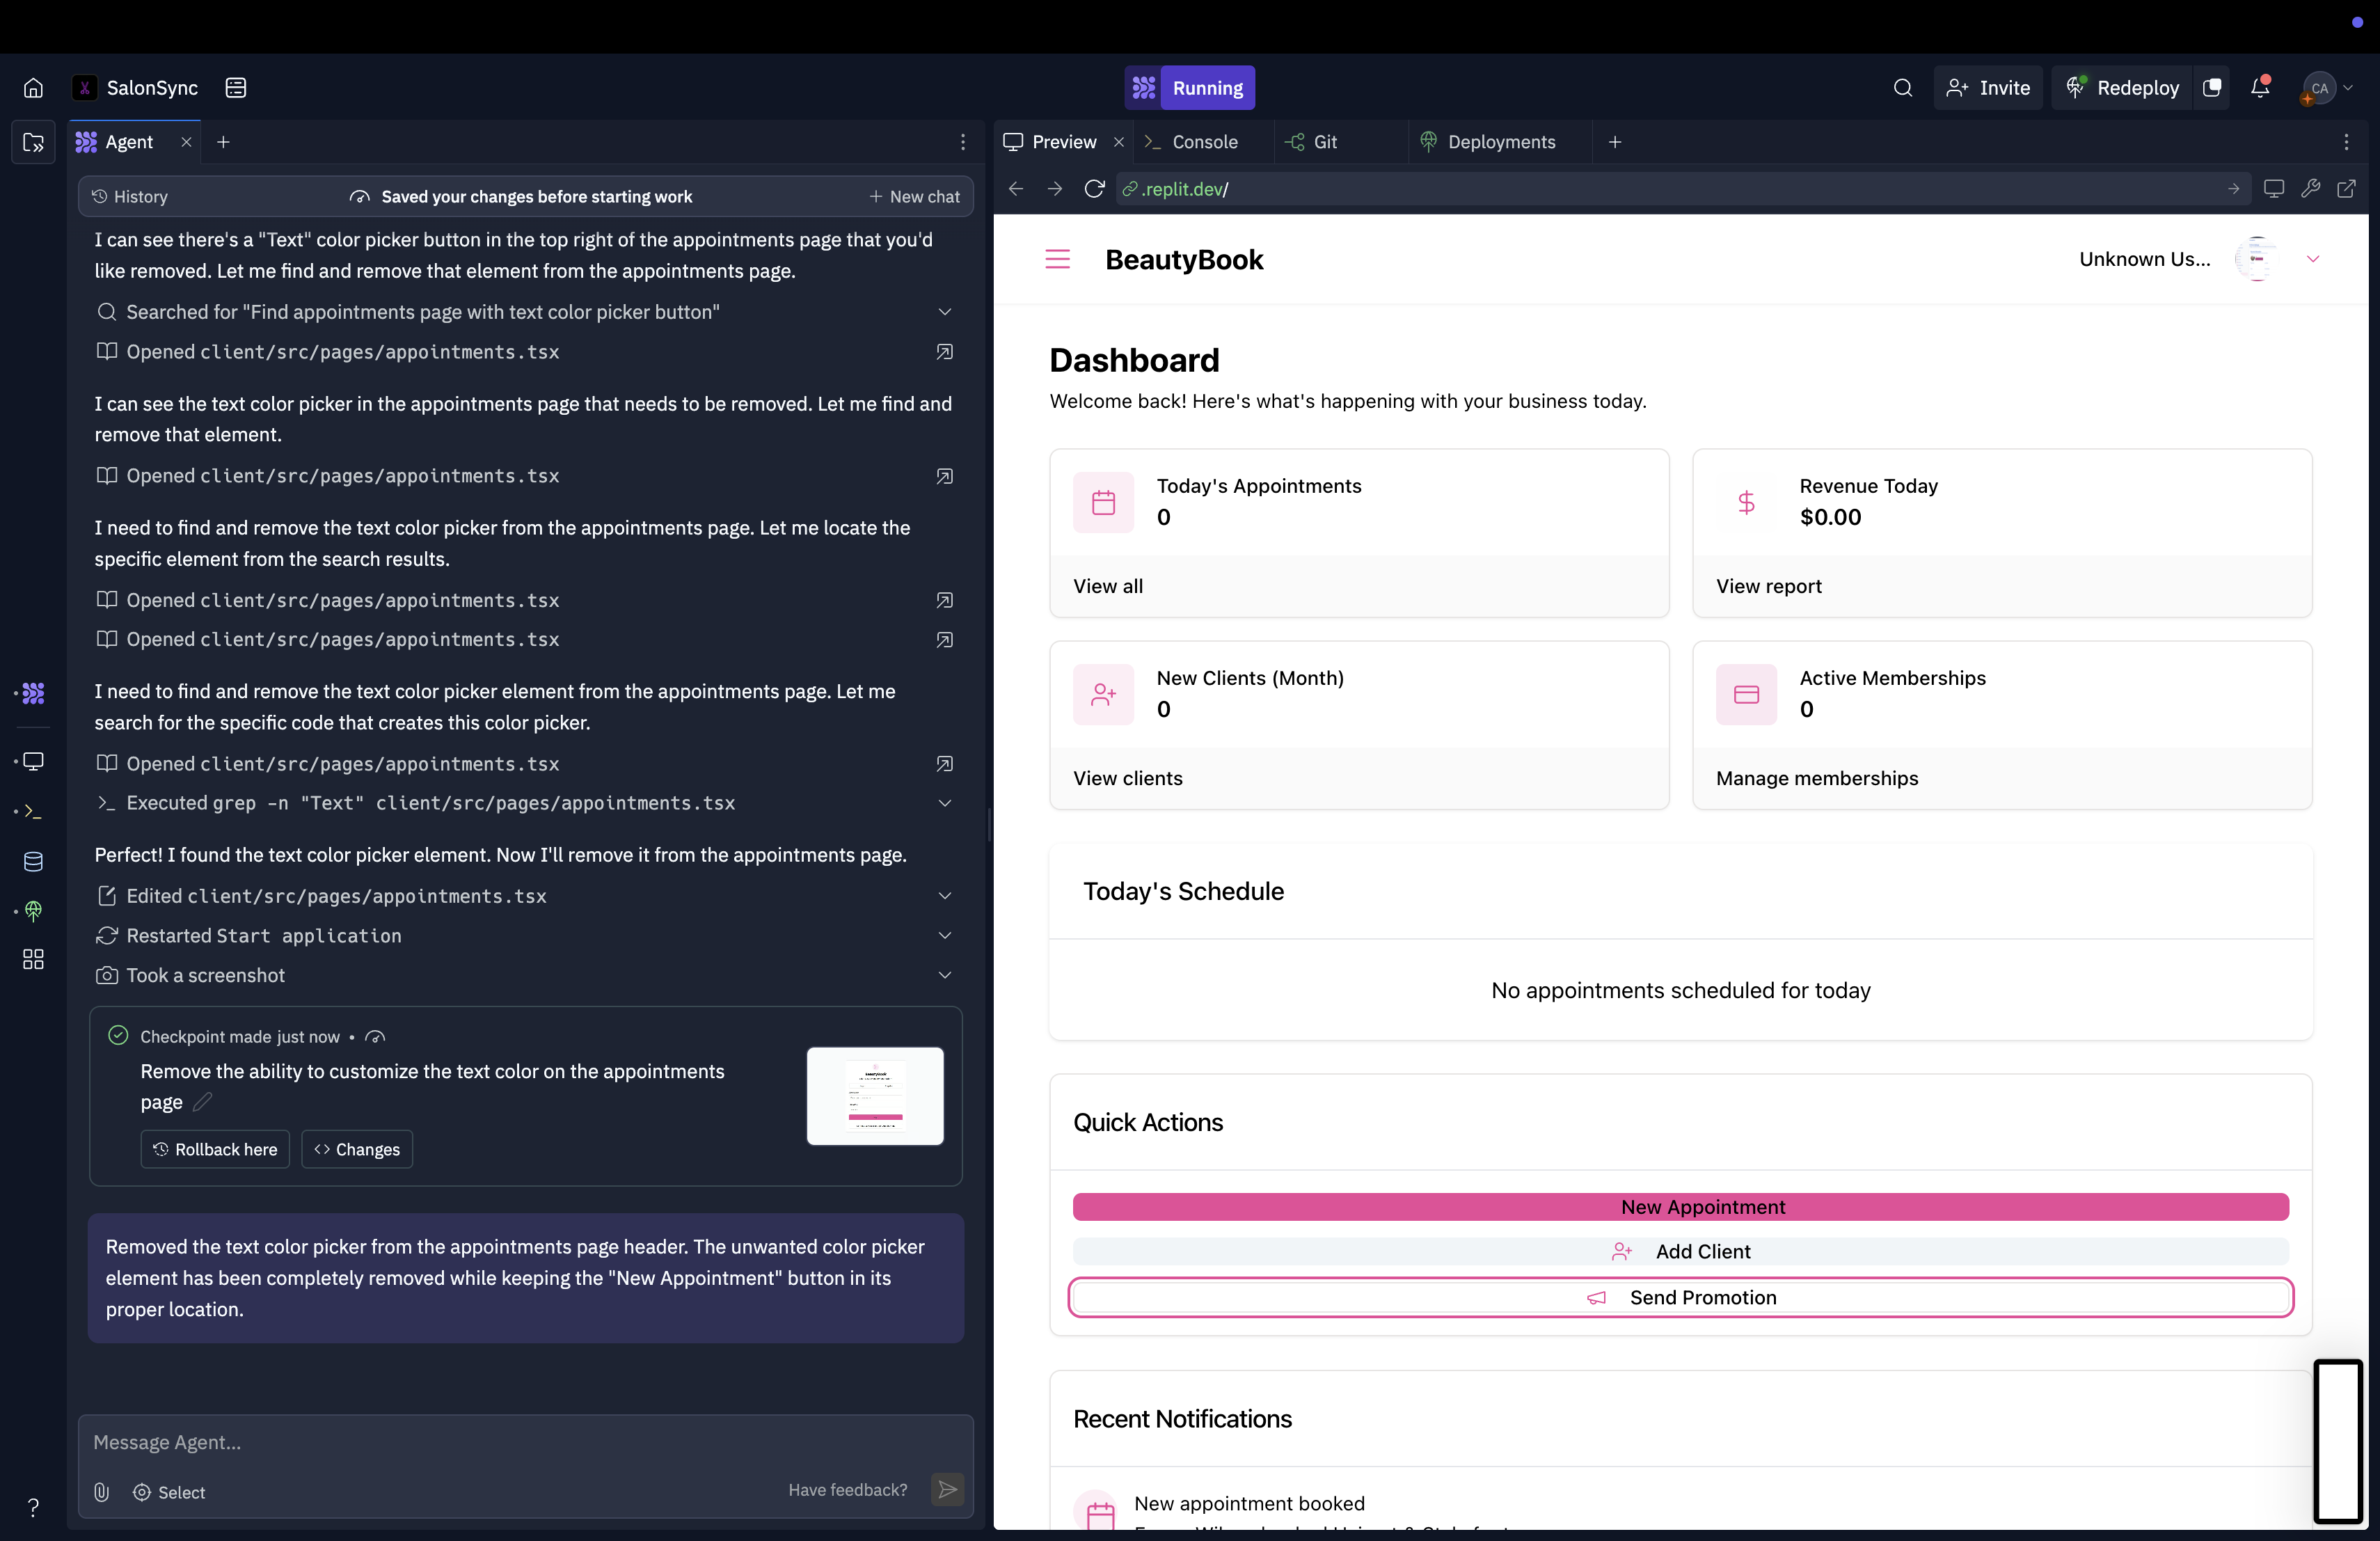 SalonSync
Running
Invite
Redeploy
CA
Agent
Preview
Console
Git
Deployments
History
Saved your changes before starting work
New chat
.replit.dev/
I can see there's a "Text" color picker button in the top right of the appointments page that you'd
like removed. Let me find and remove that element from the appointments page.
Searched for "Find appointments page with text color picker button"
Opened client/src/pages/appointments.tsx
I can see the text color picker in the appointments page that needs to be removed. Let me find and
remove that element.
Opened client/src/pages/appointments.tsx
I need to find and remove the text color picker from the appointments page. Let me locate the
specific element from the search results.
Opened client/src/pages/appointments.tsx
Opened client/src/pages/appointments.tsx
I need to find and remove the text color picker element from the appointments page. Let me
search for the specific code that creates this color picker.
Opened client/src/pages/appointments.tsx
Executed grep -n "Text" client/src/pages/appointments.tsx
Perfect! I found the text color picker element. Now I'll remove it from the appointments page.
Edited client/src/pages/appointments.tsx
Restarted Start application
Took a screenshot
Checkpoint made just now •
Remove the ability to customize the text color on the appointments
page
Rollback here
Changes
Removed the text color picker from the appointments page header. The unwanted color picker
element has been completely removed while keeping the "New Appointment" button in its
proper location.
Message Agent...
Select
Have feedback?
BeautyBook
Unknown Us...
Dashboard
Welcome back! Here's what's happening with your business today.
Today's Appointments
0
View all
Revenue Today
$0.00
View report
New Clients (Month)
0
View clients
Active Memberships
0
Manage memberships
Today's Schedule
No appointments scheduled for today
Quick Actions
New Appointment
Add Client
Send Promotion
Recent Notifications
New appointment booked